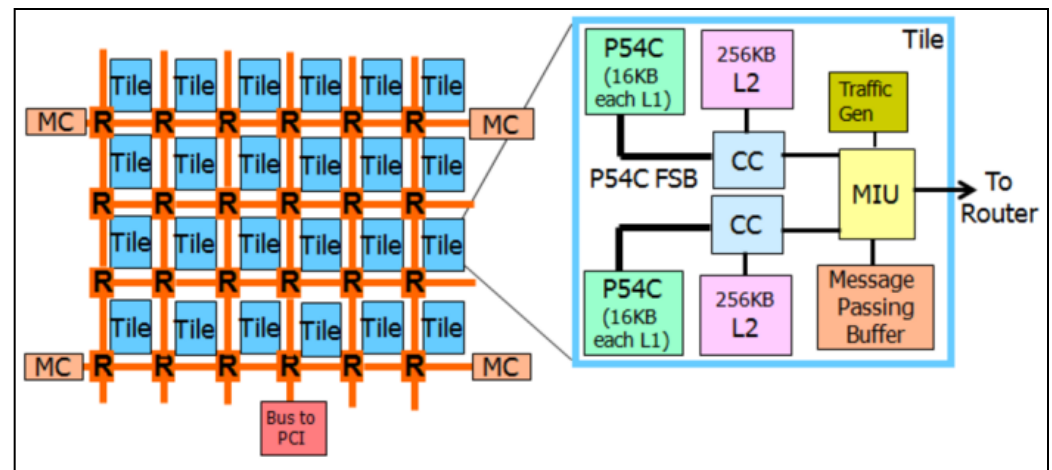 Tile Tile Tile Tile Tile Tile
MC R R R R R R MC
Tile Tile Tile Tile Tile Tile
R R R R R R
Tile Tile Tile Tile Tile Tile
R R R R R R
Tile Tile Tile Tile Tile Tile
MC R R R R R R MC
Bus to
PCI
Tile
P54C
(16KB
each L1)
256KB
L2
Traffic
Gen
CC
P54C FSB
MIU
To
Router
CC
P54C
(16KB
each L1)
256KB
L2
Message
Passing
Buffer